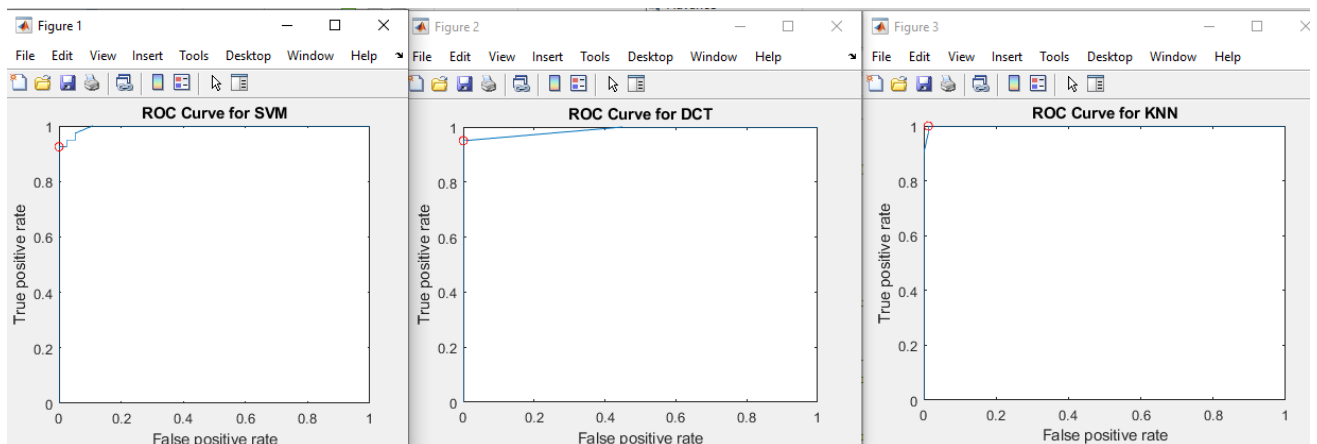 Figure 1
File Edit View Insert Tools Desktop Window Help
ROC Curve for SVM
1
0.8
0.6
0.4
0.2
0
True positive rate
0 0.2 0.4 0.6 0.8 1
False positive rate
Figure 2
File Edit View Insert Tools Desktop Window Help
ROC Curve for DCT
1
0.8
0.6
0.4
0.2
0
True positive rate
0 0.2 0.4 0.6 0.8 1
False positive rate
Figure 3
File Edit View Insert Tools Desktop Window Help
ROC Curve for KNN
1
0.8
0.6
0.4
0.2
0
True positive rate
0 0.2 0.4 0.6 0.8 1
False positive rate